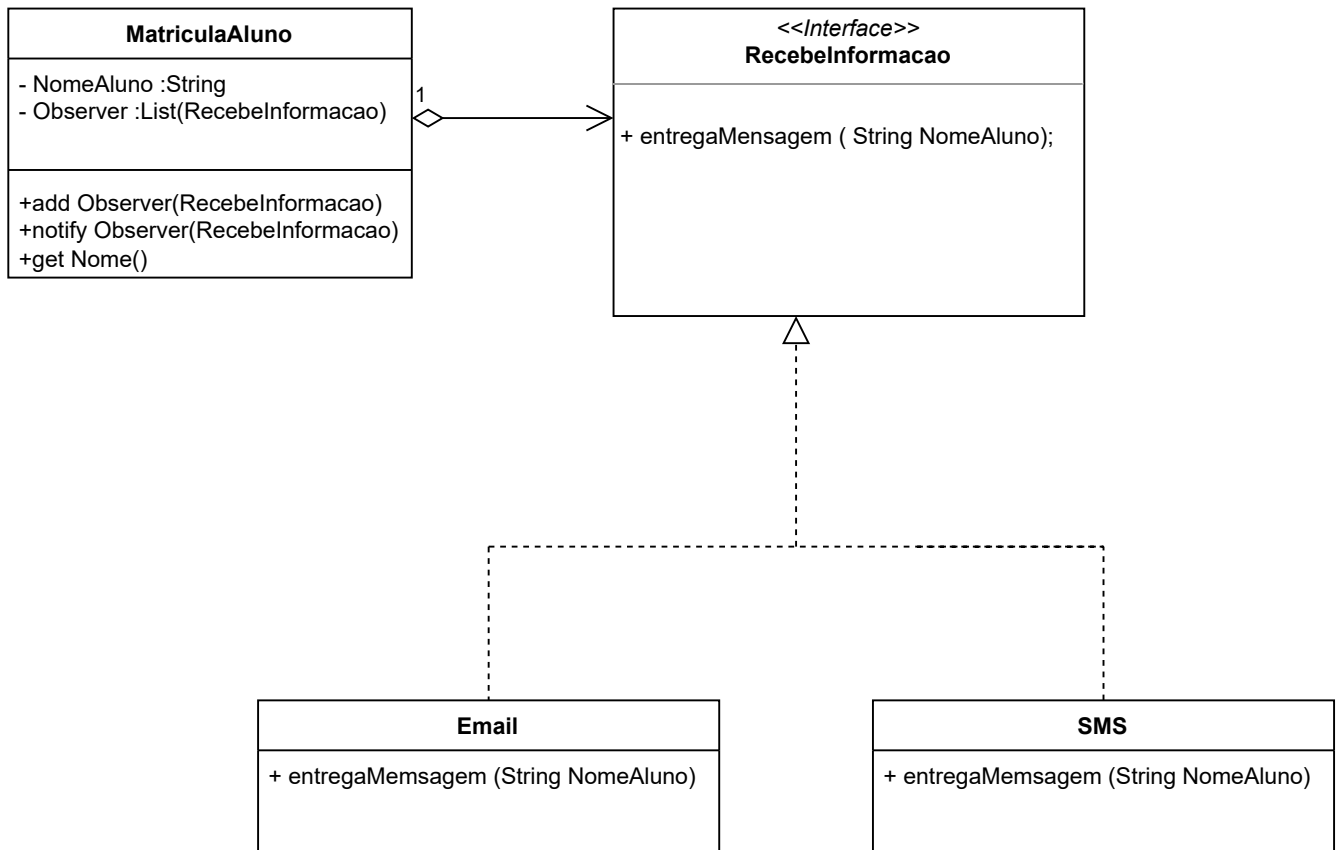 MatriculaAluno
- NomeAluno :String
- Observer :List(RecebeInformacao)
+add Observer(RecebeInformacao)
+notify Observer(RecebeInformacao)
+get Nome()
1
<<Interface>>
RecebeInformacao
+ entregaMensagem ( String NomeAluno);
Email
+ entregaMemsagem (String NomeAluno)
SMS
+ entregaMemsagem (String NomeAluno)